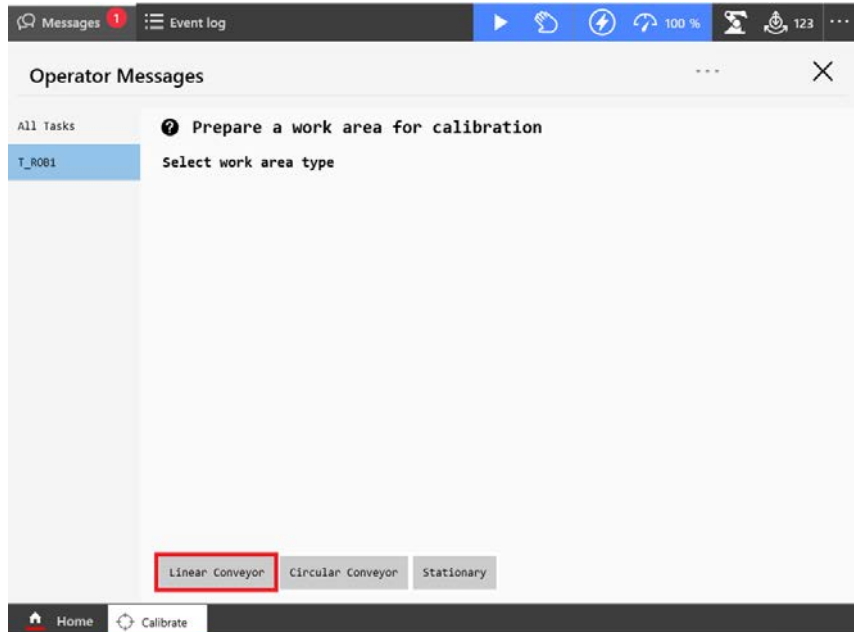 Messages 1 Event log 100 % 123
Operator Messages
All Tasks
Prepare a work area for calibration
T_ROB1
Select work area type
Linear Conveyor Circular Conveyor Stationary
Home Calibrate